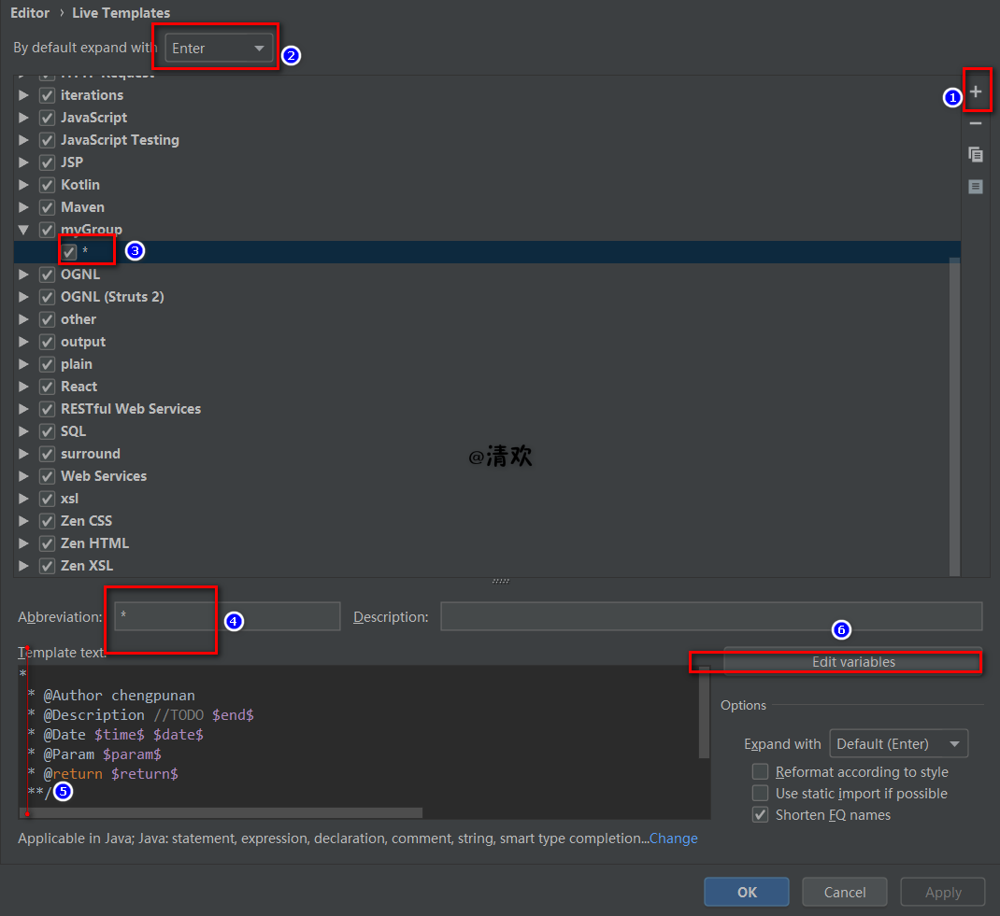 Editor › Live Templates
By default expand with Enter 2
HTTP Request
iterations 1
JavaScript
JavaScript Testing
JSP
Kotlin
Maven
myGroup
* 3
OGNL
OGNL (Struts 2)
other
output
plain
React
RESTful Web Services
SQL
@清欢
surround
Web Services
xsl
Zen CSS
Zen HTML
Zen XSL
Abbreviation: * 4 Description:
6
Template text: Edit variables
*
* @Author chengpunan
* @Description //TODO $end$
* @Date $time$ $date$
* @Param $param$
* @return $return$
**/ 5
Options
Expand with Default (Enter)
Reformat according to style
Use static import if possible
Shorten FQ names
Applicable in Java; Java: statement, expression, declaration, comment, string, smart type completion...Change
OK Cancel Apply